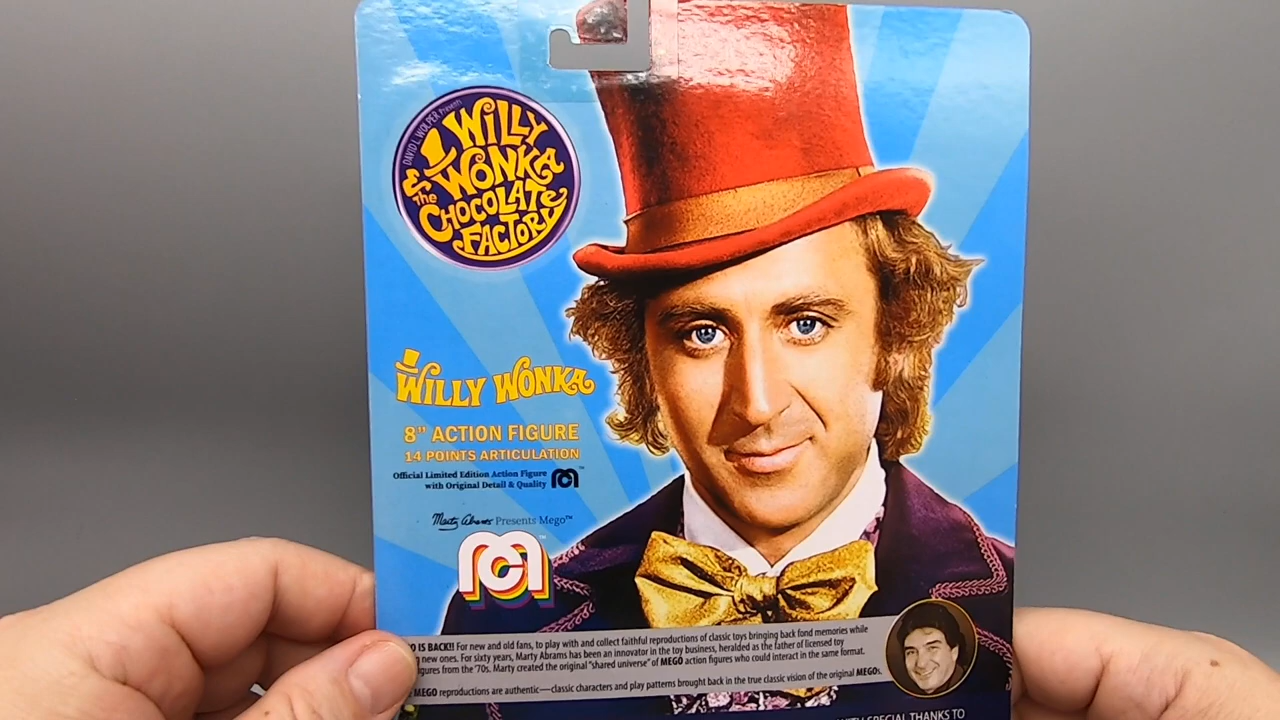 DAVID L. WOLPER Presents
WILLY
WONKA
& The
CHOCOLATE
FACTORY
WILLY WONKA
8" ACTION FIGURE
14 POINTS ARTICULATION
Official Limited Edition Action Figure
with Original Detail & Quality
Marty Abrams Presents Mego™
O IS BACK!! For new and old fans, to play with and collect faithful reproductions of classic toys bringing back fond memories while
new ones. For sixty years, Marty Abrams has been an innovator in the toy business, heralded as the father of licensed toy
gures from the '70s. Marty created the original "shared universe" of MEGO action figures who could interact in the same format.
MEGO reproductions are authentic—classic characters and play patterns brought back in the true classic vision of the original MEGOs.
WITH SPECIAL THANKS TO